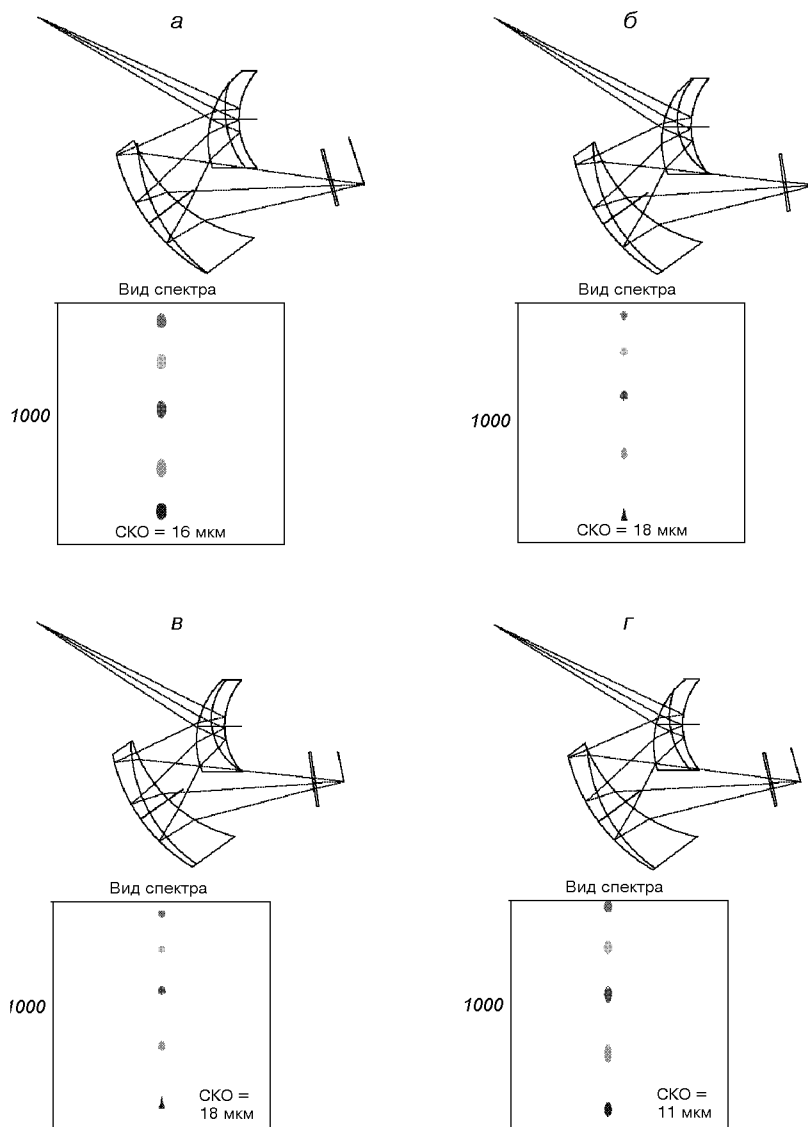 а
б
Вид спектра
1000
СКО = 16 мкм
Вид спектра
1000
СКО = 18 мкм
в
г
Вид спектра
1000
СКО =
18 мкм
Вид спектра
1000
СКО =
11 мкм